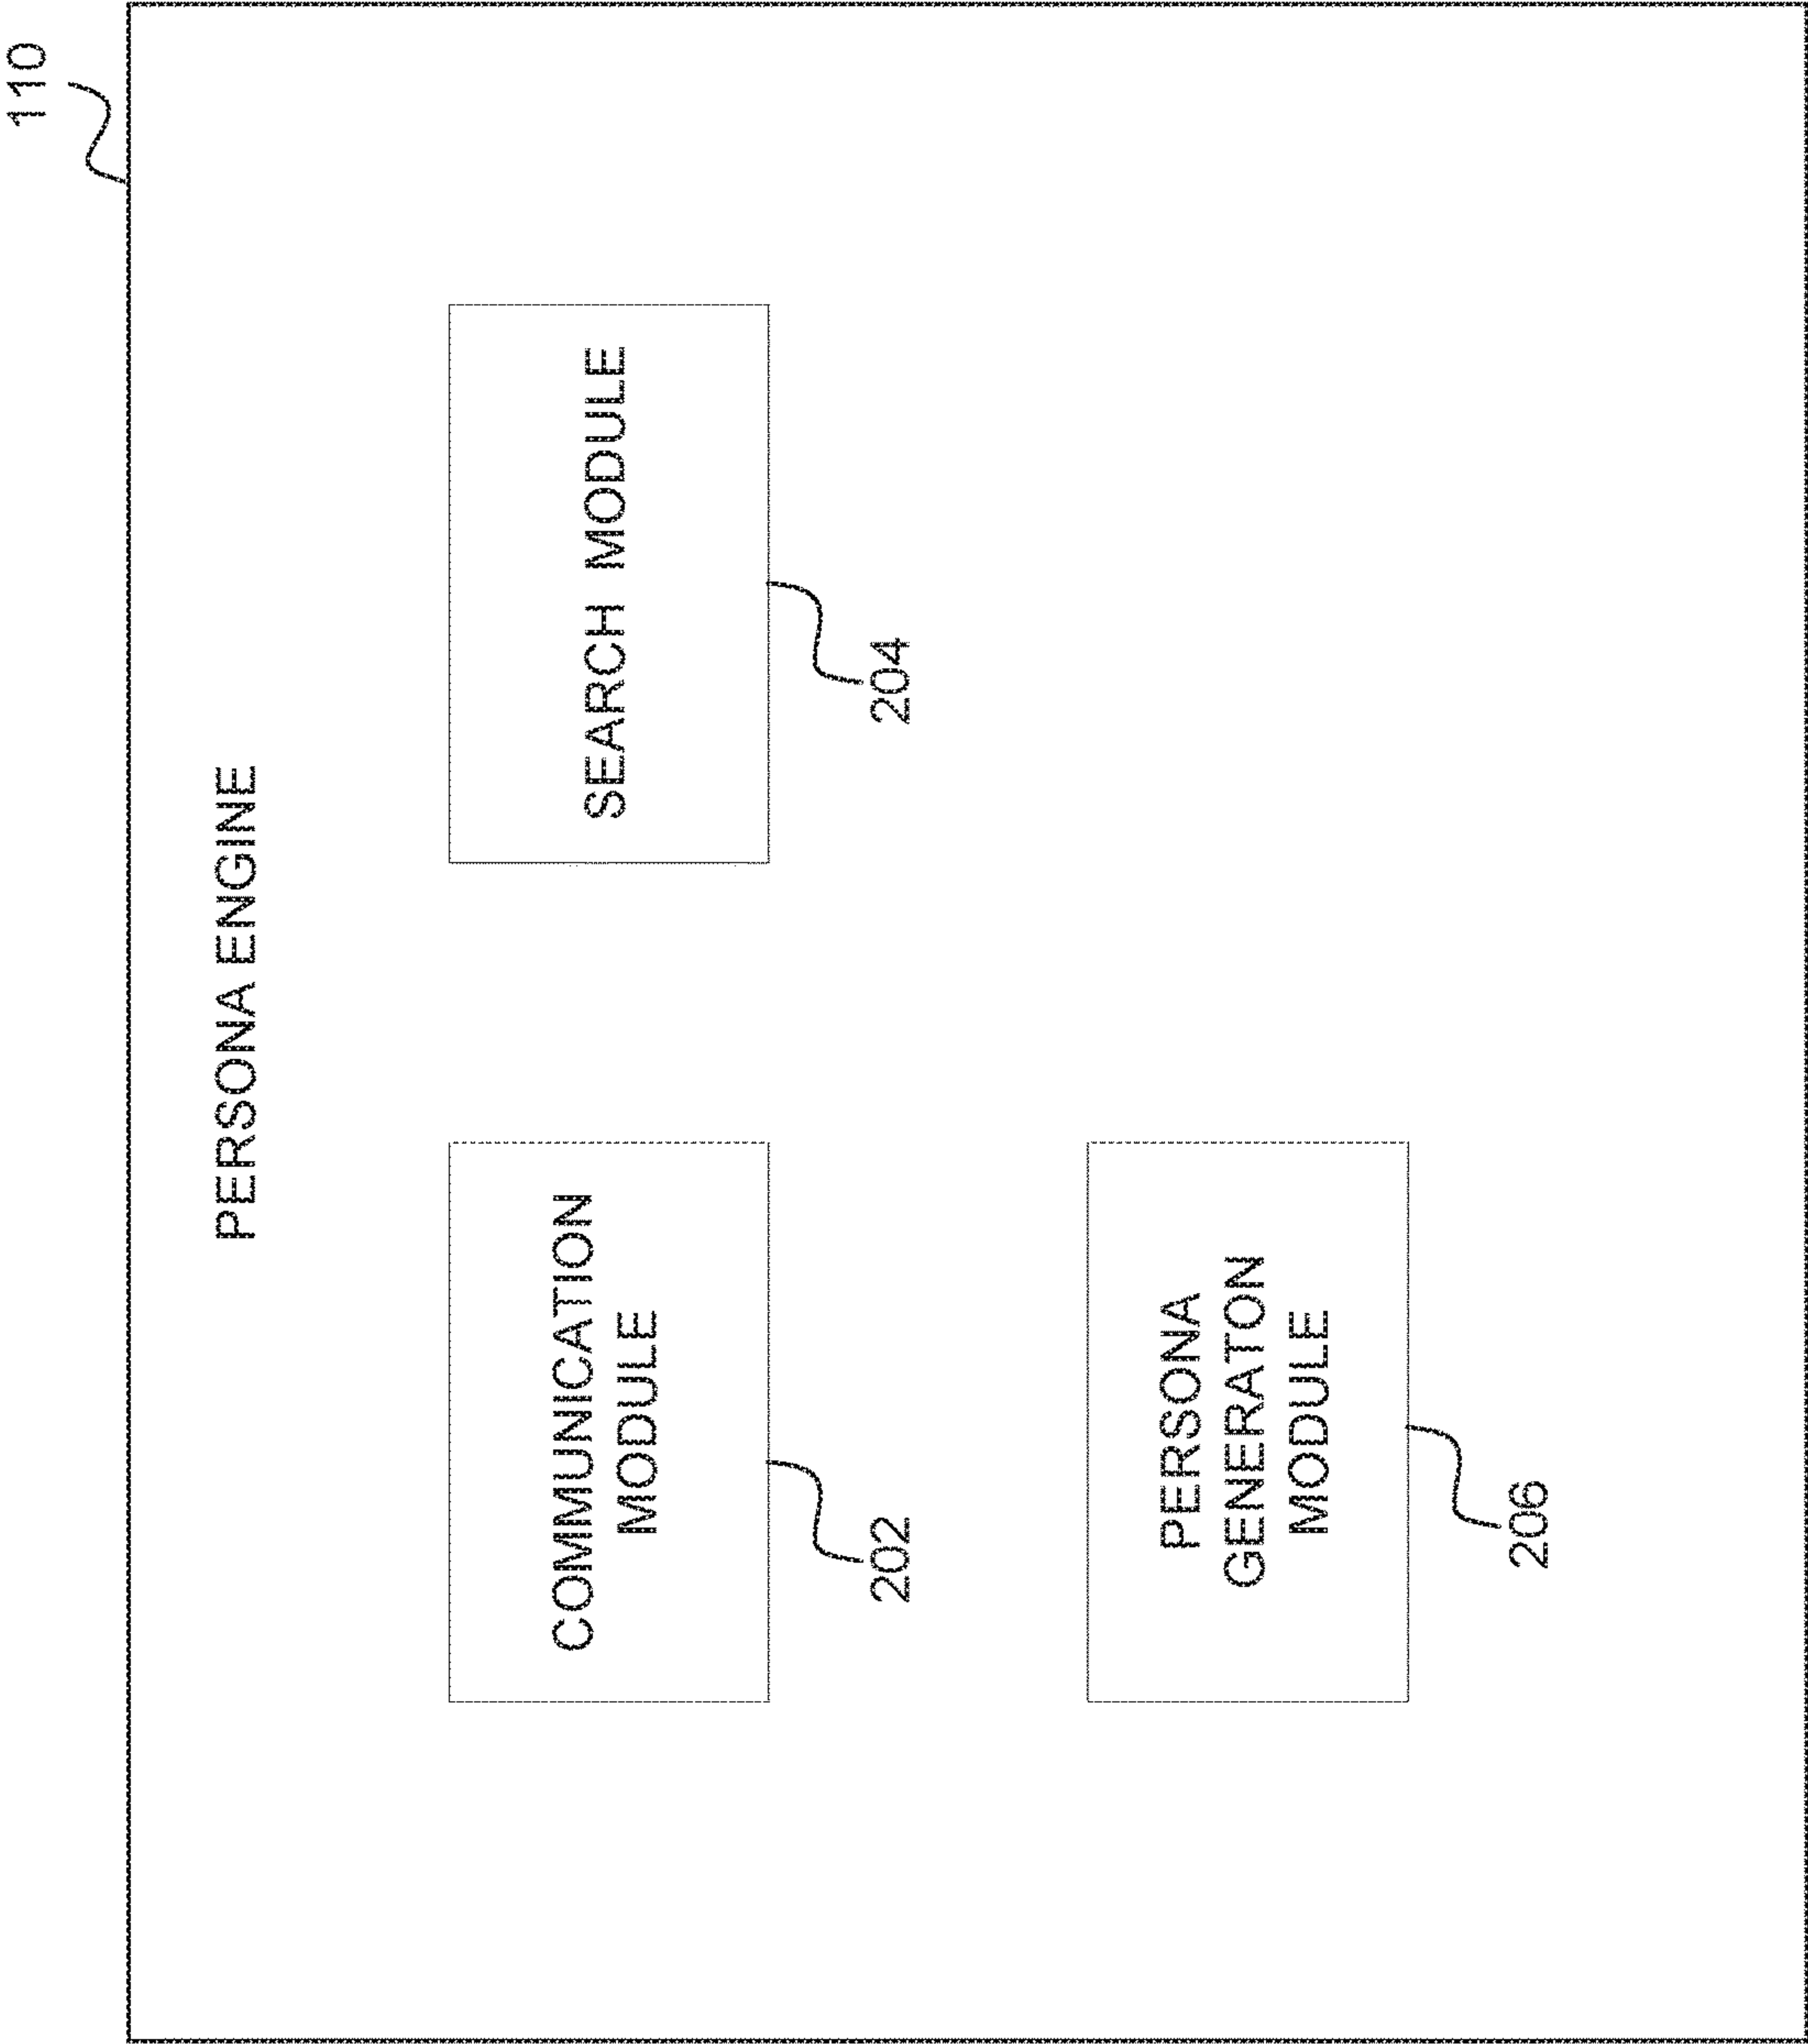 110
PERSONA ENGINE
COMMUNICATION
MODULE
202
SEARCH MODULE
204
PERSONA
GENERATON
MODULE
206